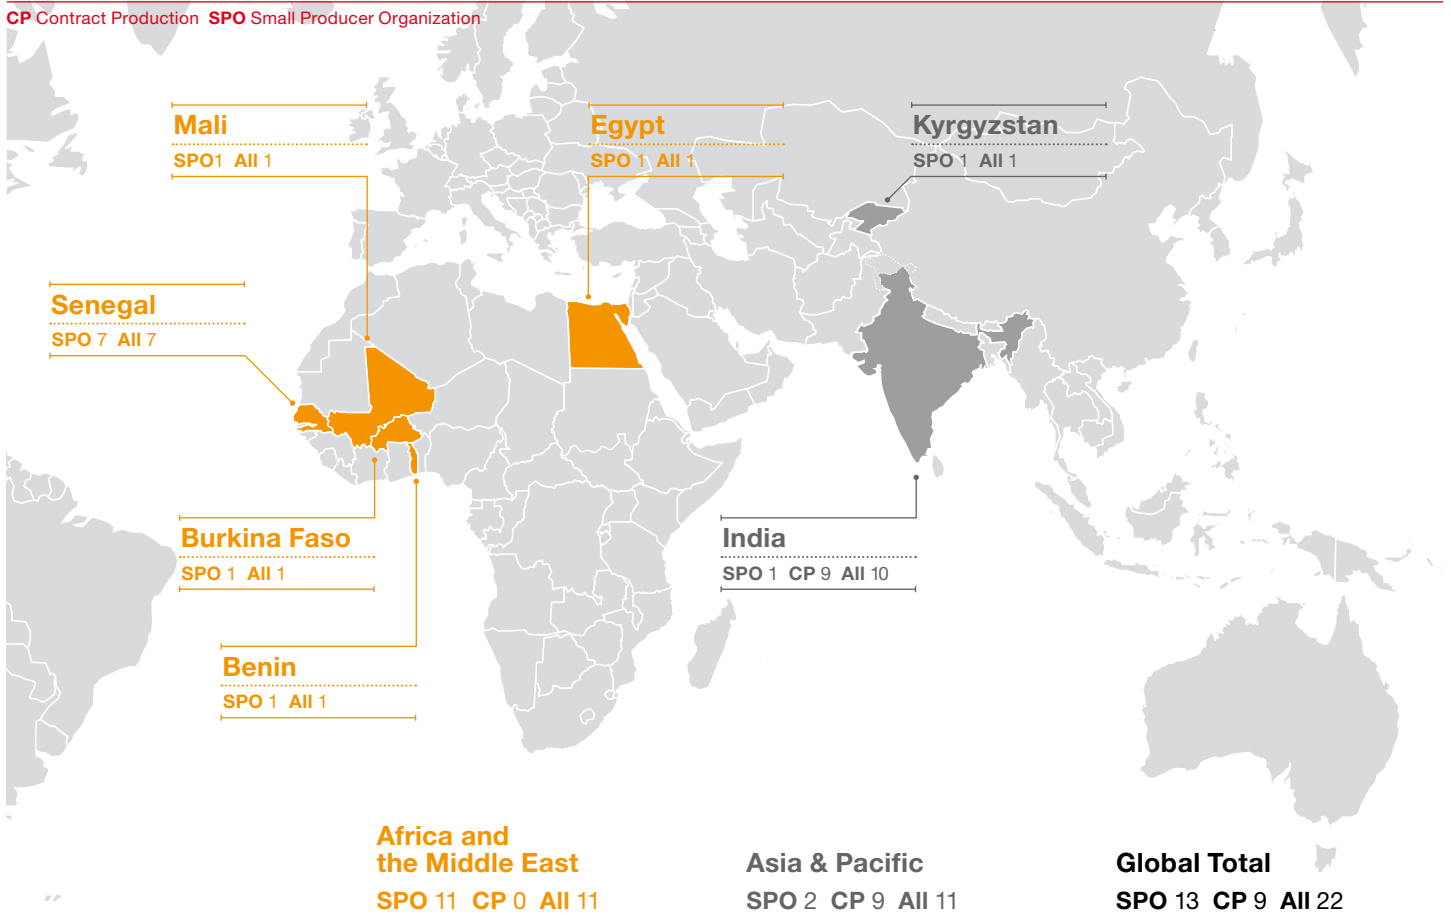 CP Contract Production SPO Small Producer Organization
Mali
SPO1 All 1
Egypt
SPO 1 All 1
Kyrgyzstan
SPO 1 All 1
Senegal
SPO 7 All 7
Burkina Faso
SPO 1 All 1
India
SPO 1 CP 9 All 10
Benin
SPO 1 All 1
Africa and
the Middle East
SPO 11 CP 0 All 11
Asia & Pacific
SPO 2 CP 9 All 11
Global Total
SPO 13 CP 9 All 22